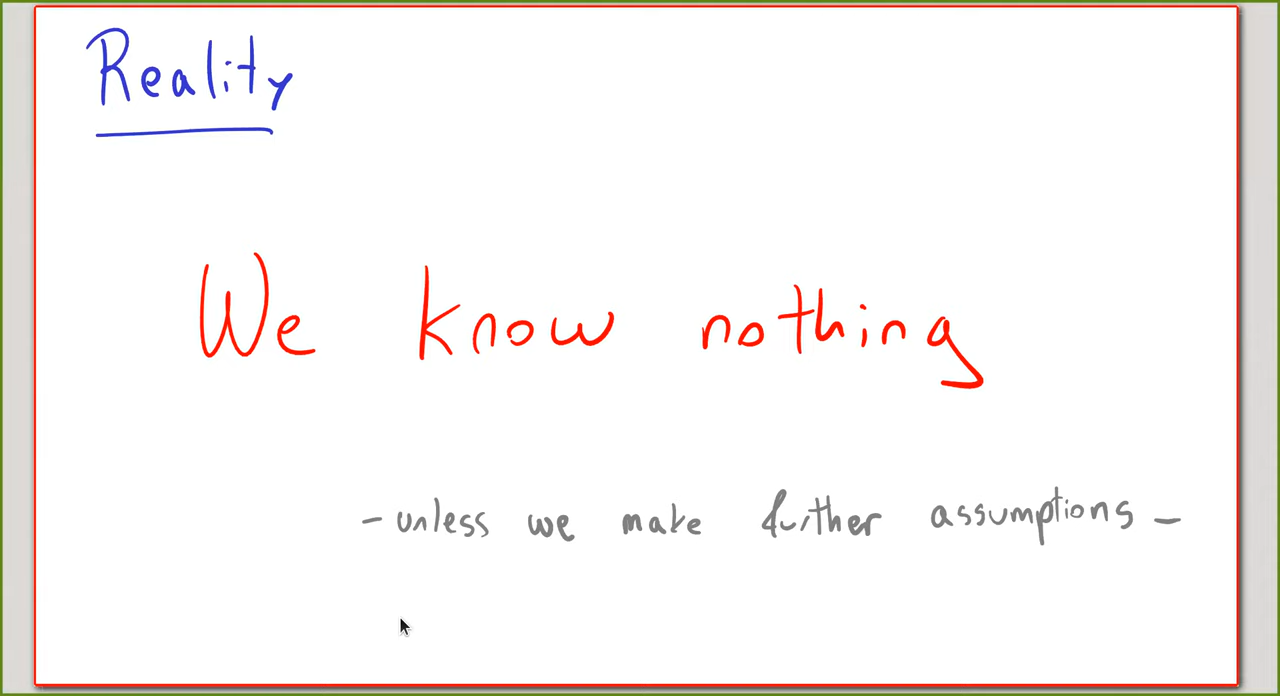 Reality
We know nothing
- unless we make further assumptions -